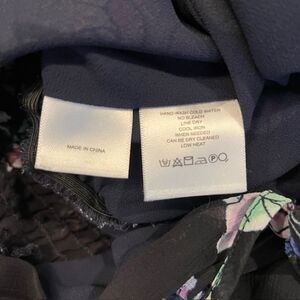 MADE IN CHINA
HAND WASH COLD WATER
NO BLEACH
LINE DRY
COOL IRON
WHEN NEEDED
CAN BE DRY CLEANED
LOW HEAT